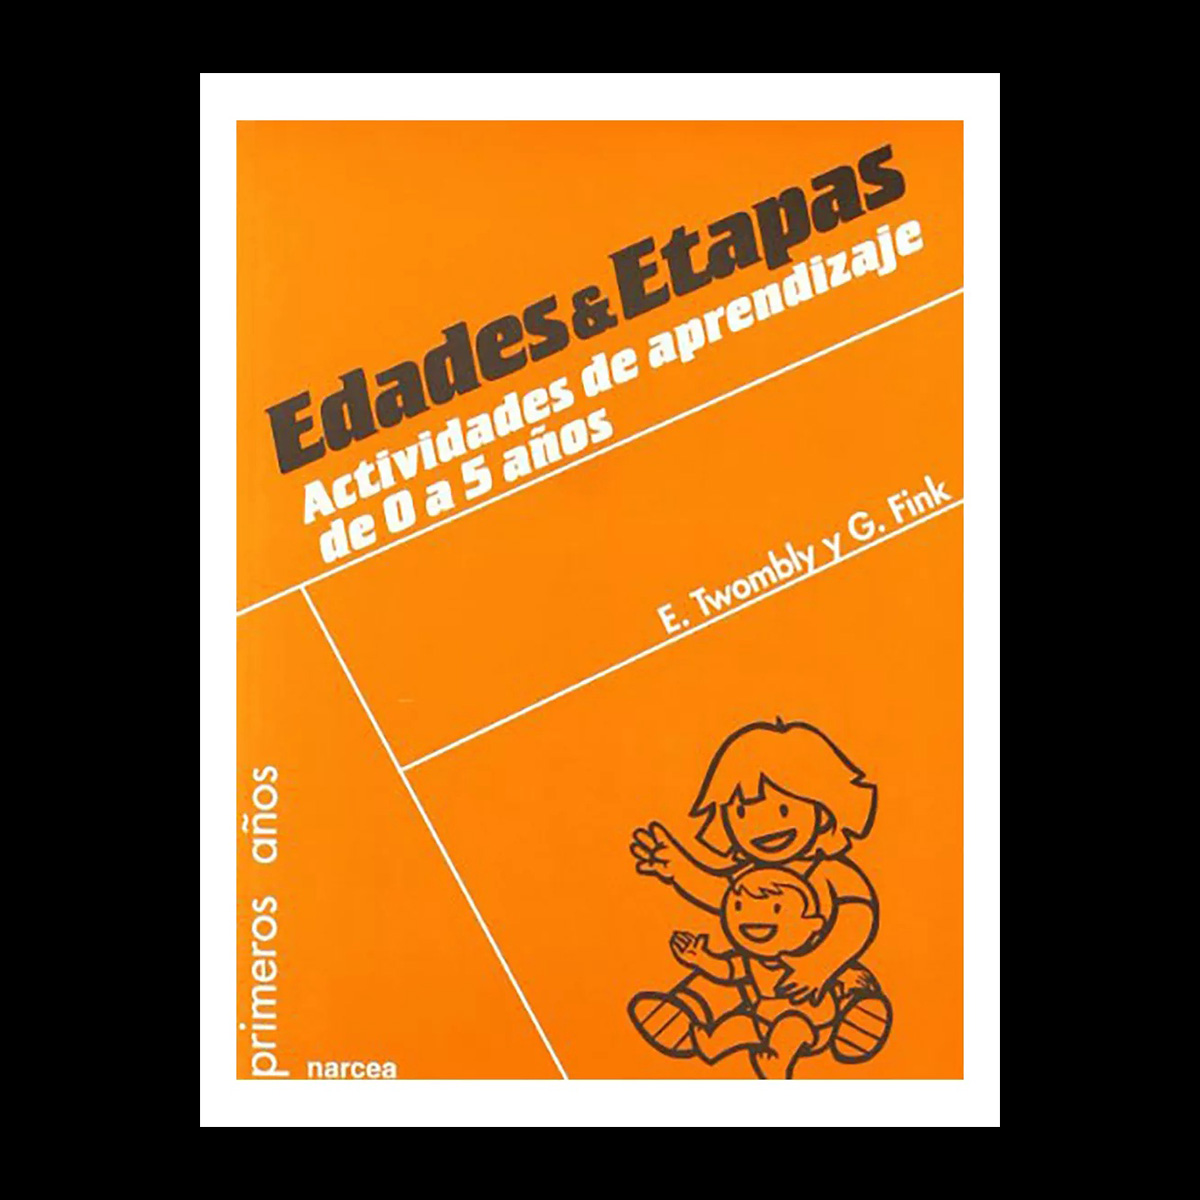 Edades & Etapas
Actividades de aprendizaje
de 0 a 5 años
E. Twombly y G. Fink
primeros años
narcea